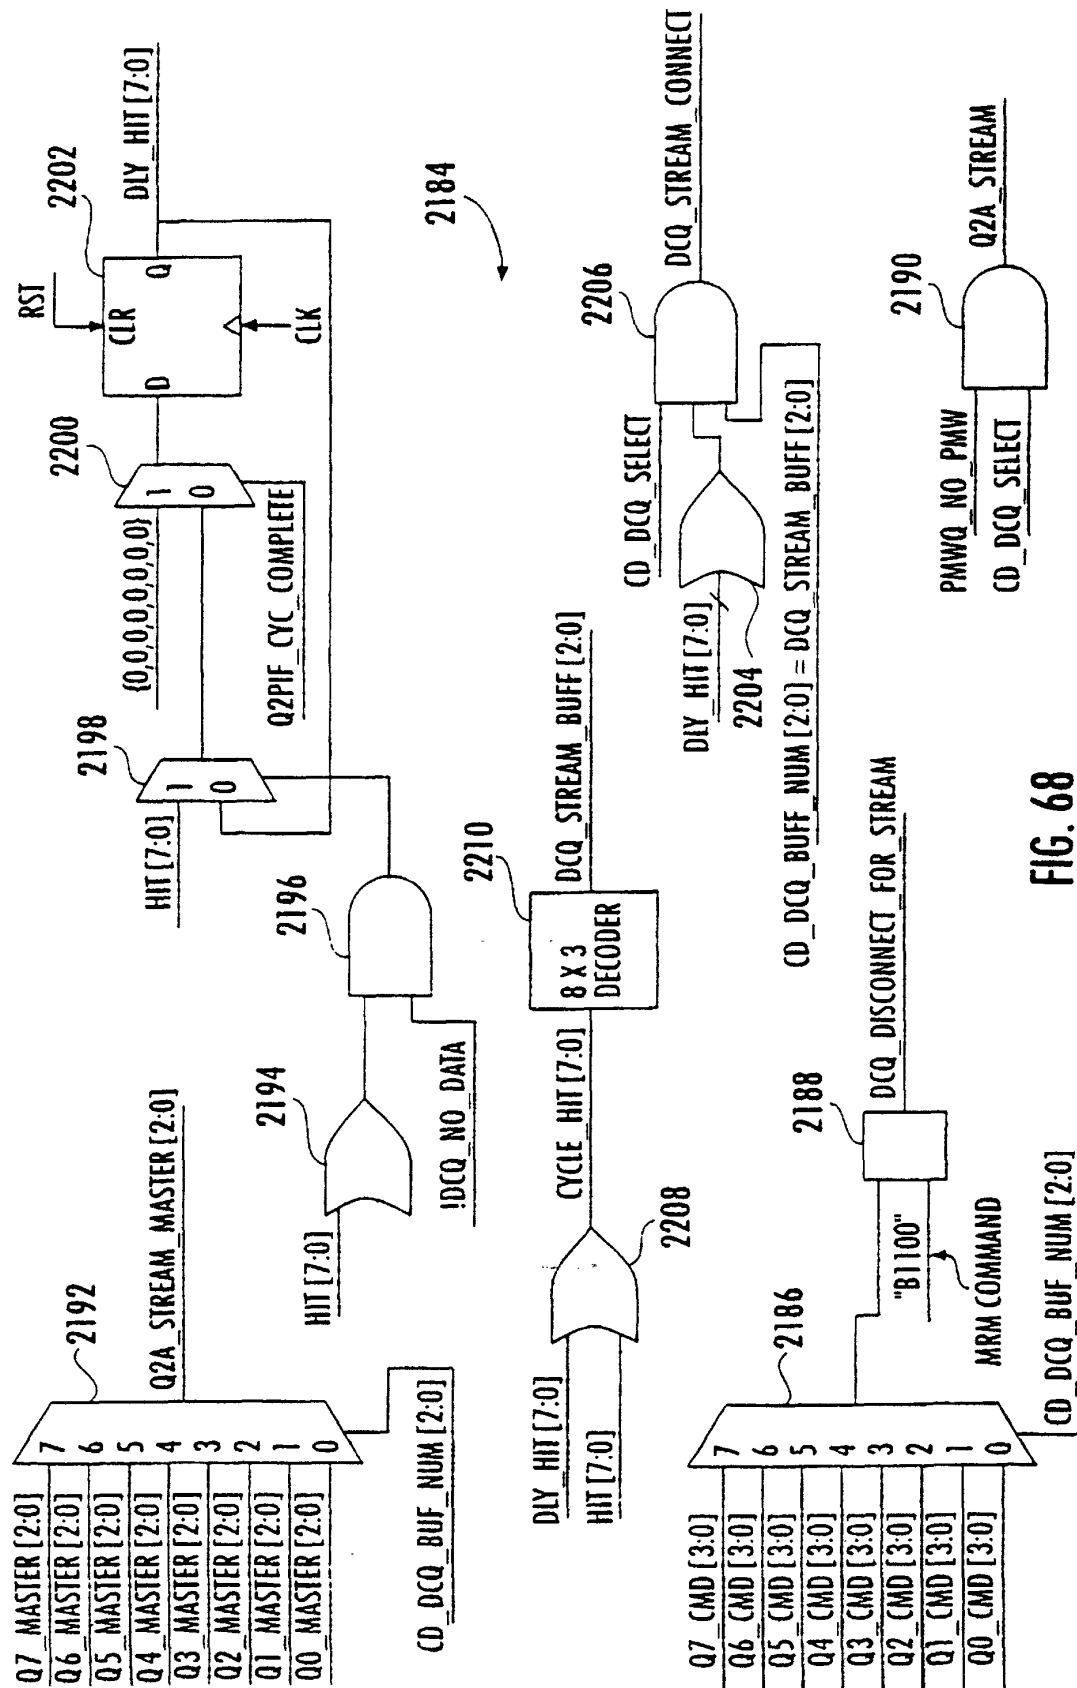 Q7_MASTER [2:0]
Q6_MASTER [2:0]
Q5_MASTER [2:0]
Q4_MASTER [2:0]
Q3_MASTER [2:0]
Q2_MASTER [2:0]
Q1_MASTER [2:0]
Q0_MASTER [2:0]
7
6
5
4
3
2
1
0
2192
Q2A_STREAM_MASTER [2:0]
CD_DCQ_BUF_NUM [2:0]
HIT [7:0]
2194
!DCQ_NO_DATA
2196
HIT [7:0]
2198
1
0
{0,0,0,0,0,0,0,0}
Q2PIF_CYC_COMPLETE
2200
1
0
RST
2202
D
CLR
Q
CLK
DLY_HIT [7:0]
2184
DLY_HIT [7:0]
HIT [7:0]
2208
CYCLE_HIT [7:0]
2210
8 X 3
DECODER
DCQ_STREAM_BUFF [2:0]
CD_DCQ_SELECT
DLY_HIT [7:0]
2204
2206
DCQ_STREAM_CONNECT
CD_DCQ_BUFF_NUM [2:0] = DCQ_STREAM_BUFF [2:0]
Q7_CMD [3:0]
Q6_CMD [3:0]
Q5_CMD [3:0]
Q4_CMD [3:0]
Q3_CMD [3:0]
Q2_CMD [3:0]
Q1_CMD [3:0]
Q0_CMD [3:0]
7
6
5
4
3
2
1
0
2186
"B1100"
MRM COMMAND
CD_DCQ_BUF_NUM [2:0]
2188
DCQ_DISCONNECT_FOR_STREAM
PMWQ_NO_PMW
CD_DCQ_SELECT
2190
Q2A_STREAM
FIG. 68